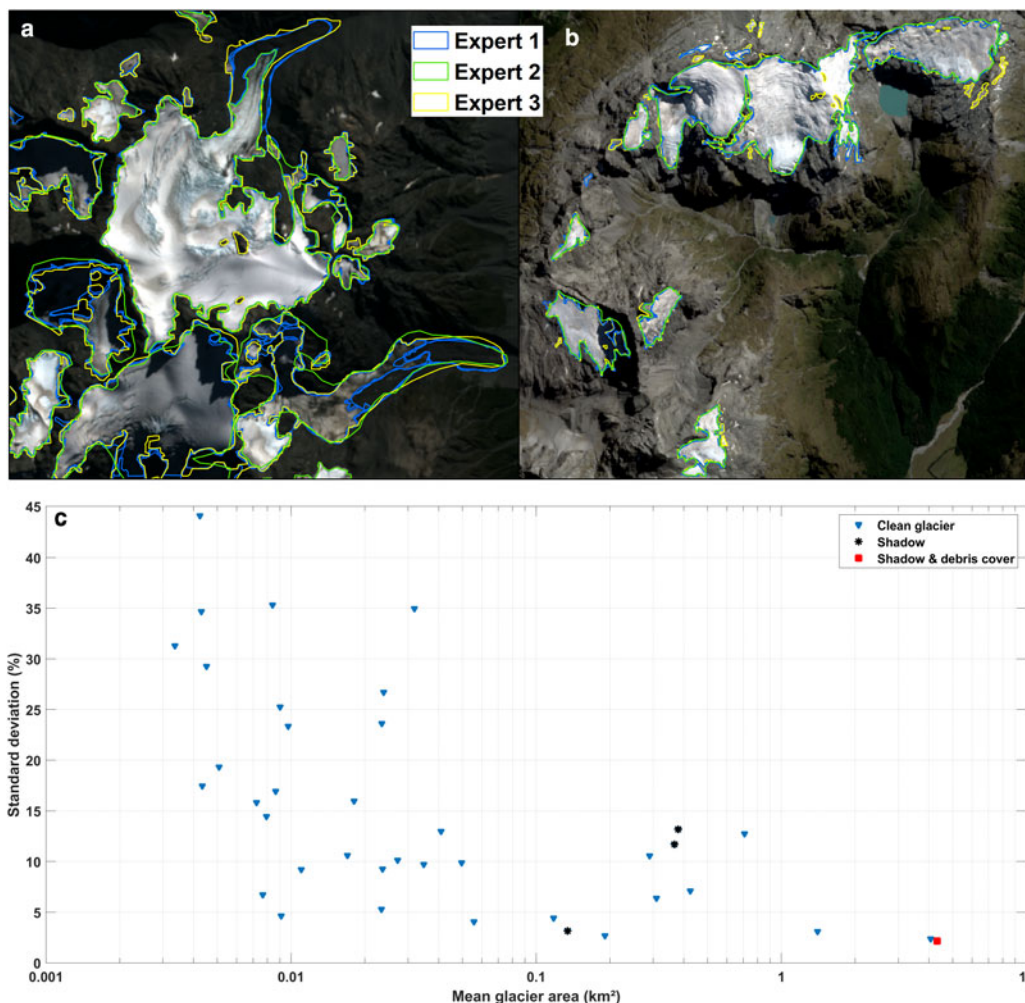 a
Expert 1
Expert 2
Expert 3
b
c
45
40
35
30
25
20
15
10
5
0
Standard deviation (%)
Clean glacier
Shadow
Shadow & debris cover
0.001
0.01
0.1
1
1
Mean glacier area (km²)